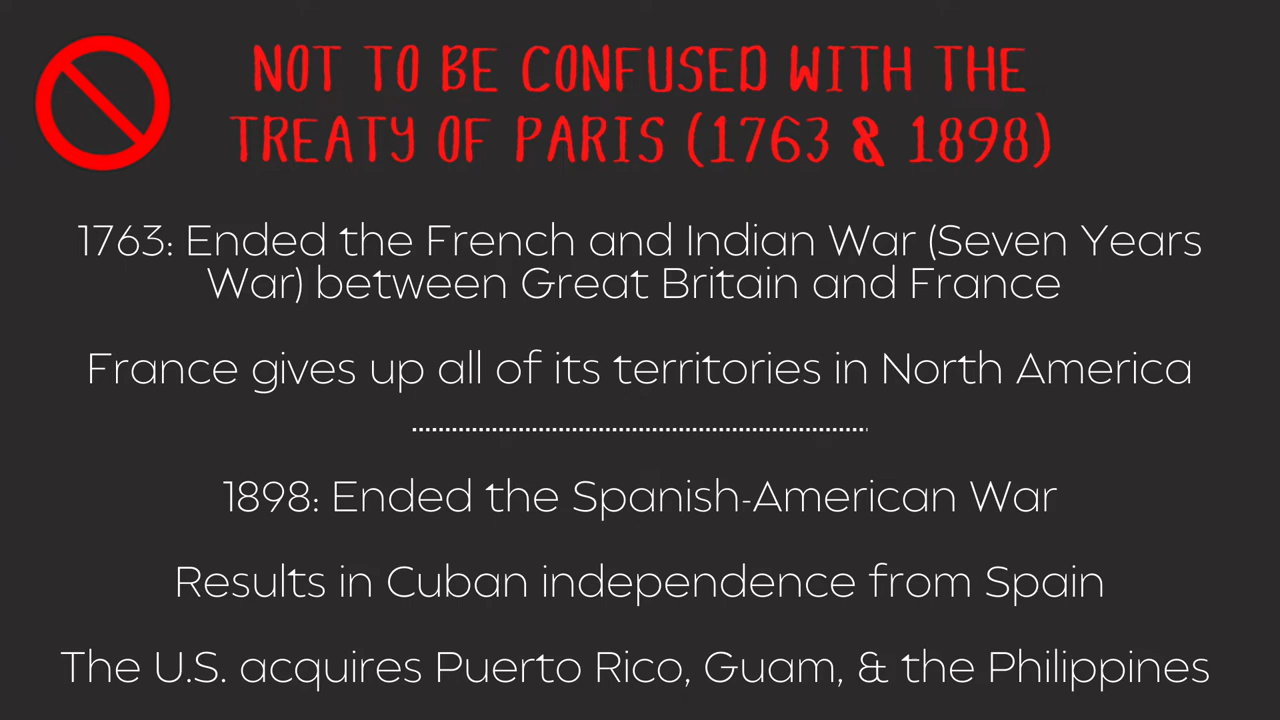 NOT TO BE CONFUSED WITH THE
TREATY OF PARIS (1763 & 1898)
1763: Ended the French and Indian War (Seven Years
War) between Great Britain and France
France gives up all of its territories in North America
1898: Ended the Spanish-American War
Results in Cuban independence from Spain
The U.S. acquires Puerto Rico, Guam, & the Philippines